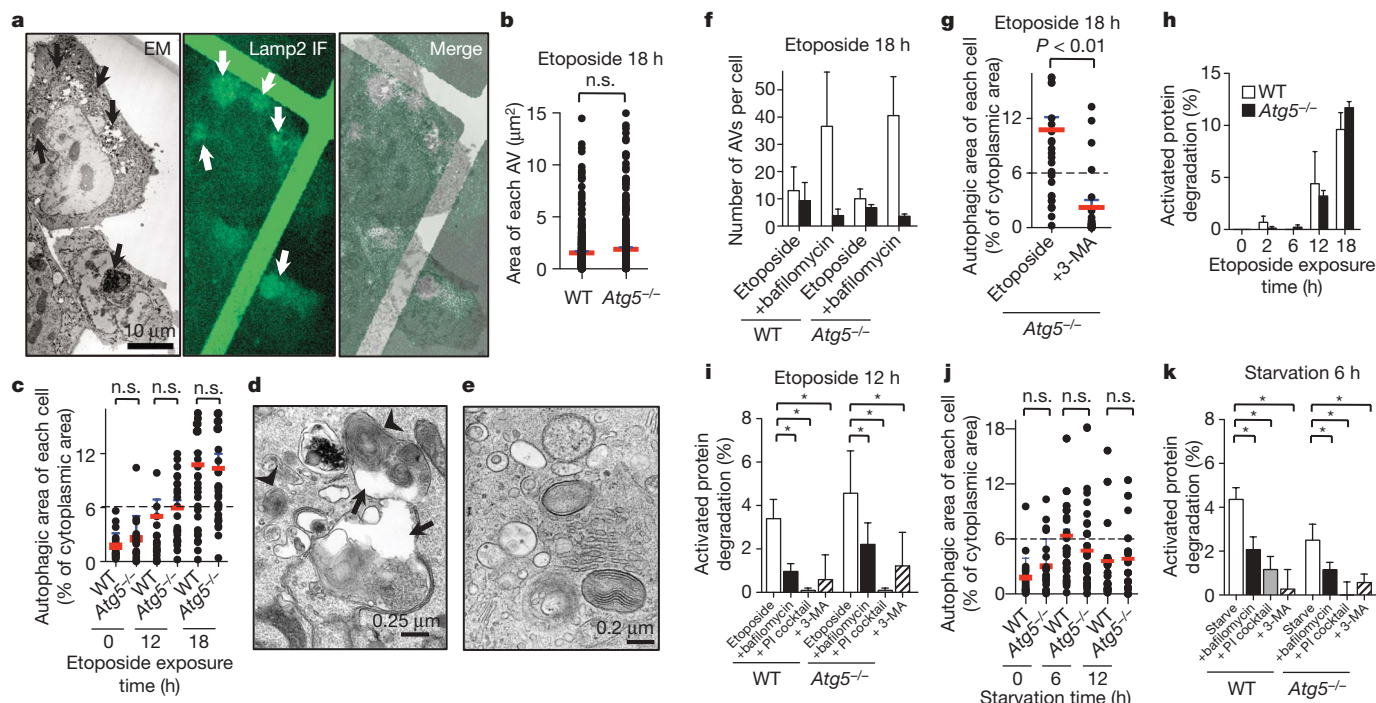 a
EM
Lamp2 IF
Merge
10 μm
b
Etoposide 18 h
n.s.
Area of each AV (μm²)
15
10
5
0
WT Atg5–/–
f
Etoposide 18 h
Number of AVs per cell
60
50
40
30
20
10
0
Etoposide
+bafilomycin
Etoposide
+bafilomycin
WT
Atg5–/–
g
Etoposide 18 h
P < 0.01
Autophagic area of each cell
(% of cytoplasmic area)
18
12
6
0
Etoposide
+3-MA
Atg5–/–
h
WT
Atg5–/–
Activated protein
degradation (%)
15
10
5
0
0 2 6 12 18
Etoposide exposure
time (h)
c
n.s. n.s. n.s.
Autophagic area of each cell
(% of cytoplasmic area)
12
6
0
WT
Atg5–/–
WT
Atg5–/–
WT
Atg5–/–
0 12 18
Etoposide exposure
time (h)
d
0.25 μm
e
0.2 μm
i
Etoposide 12 h
* * * * * *
Activated protein
degradation (%)
8
6
4
2
0
Etoposide
+bafilomycin
+ PI cocktail
+ 3-MA
Etoposide
+bafilomycin
+ PI cocktail
+ 3-MA
WT
Atg5–/–
j
n.s. n.s. n.s.
Autophagic area of each cell
(% of cytoplasmic area)
18
12
6
0
WT
Atg5–/–
WT
Atg5–/–
WT
Atg5–/–
0 6 12
Starvation time (h)
k
Starvation 6 h
* * * * * *
Activated protein
degradation (%)
8
6
4
2
0
Starve
+bafilomycin
+ PI cocktail
+ 3-MA
Starve
+bafilomycin
+ PI cocktail
+ 3-MA
WT
Atg5–/–